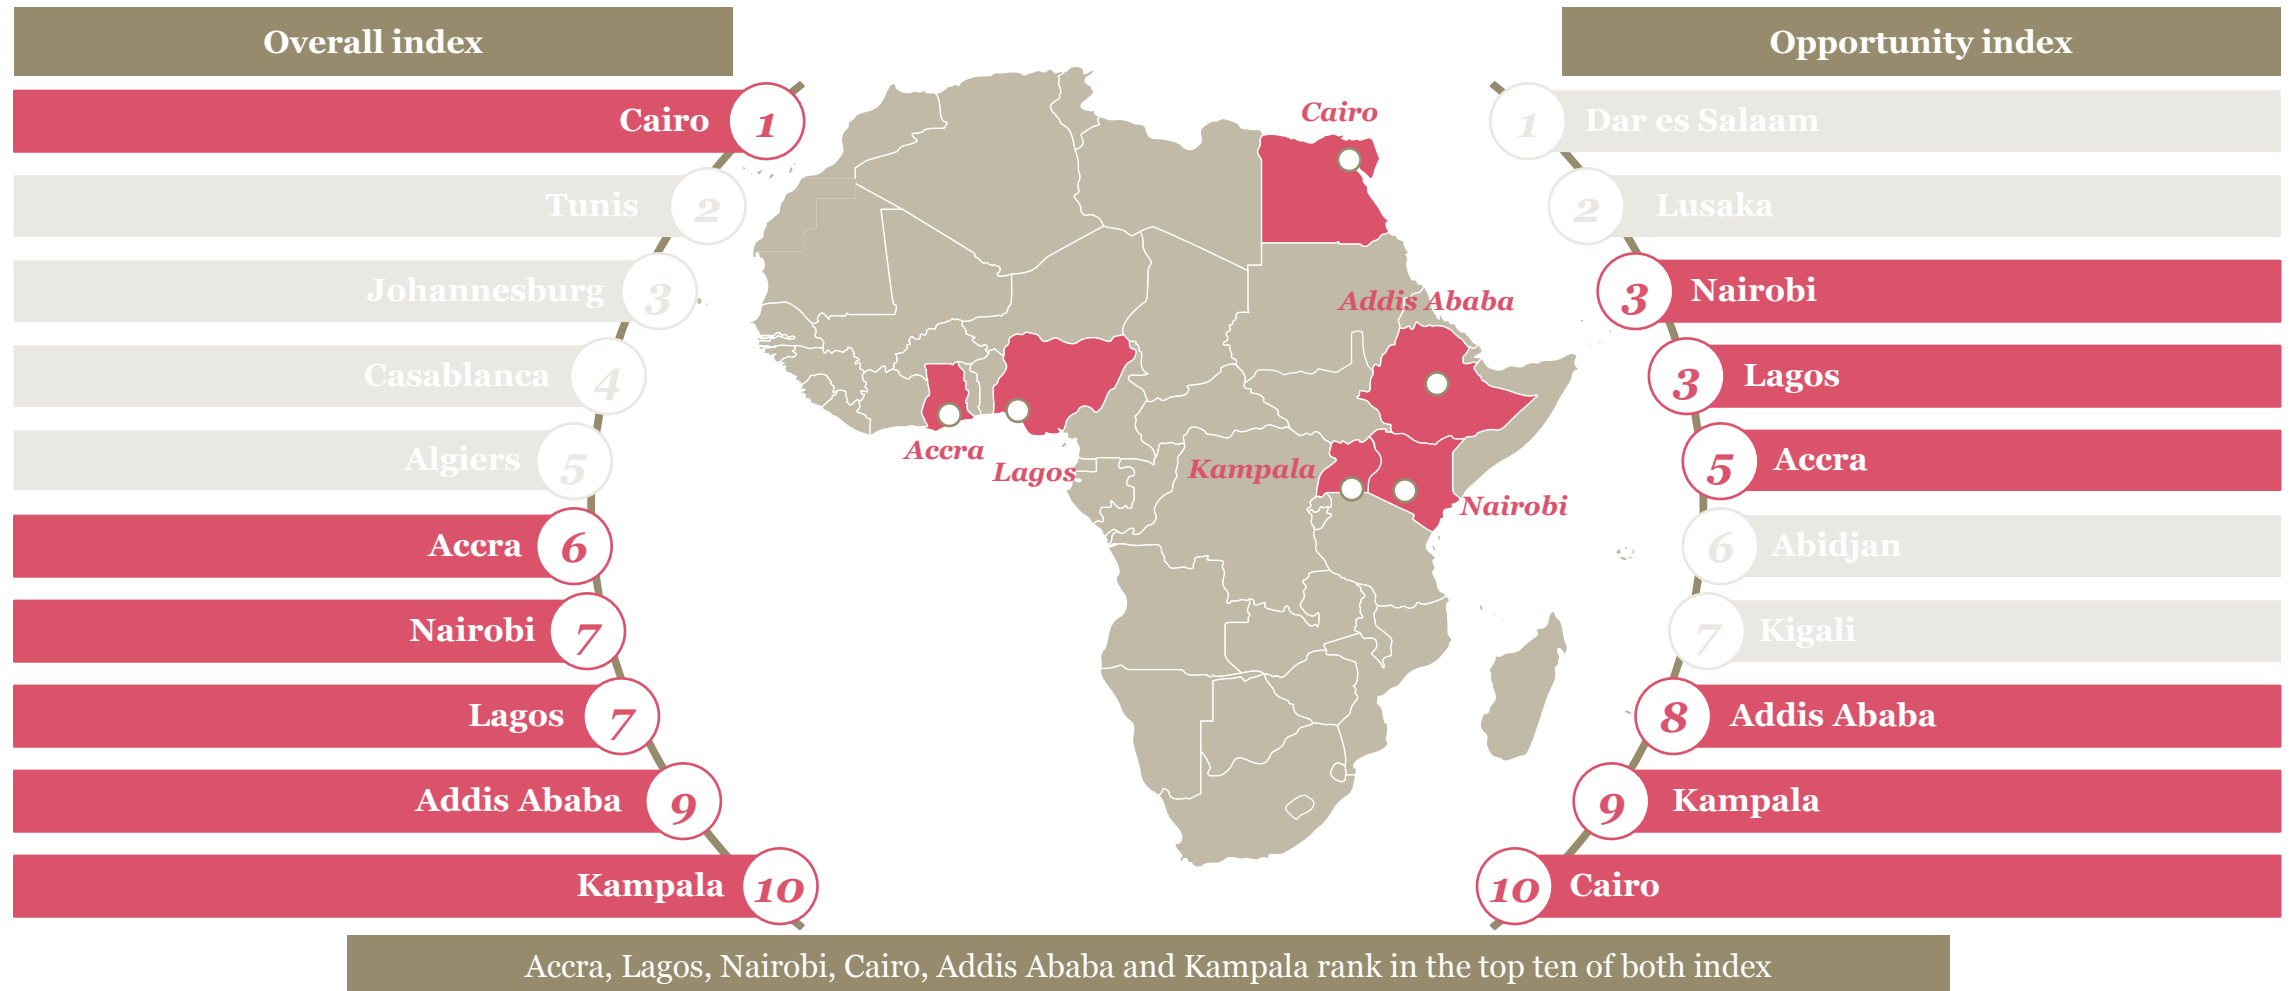 Overall index
Cairo 1
Tunis 2
Johannesburg 3
Casablanca 4
Algiers 5
Accra 6
Nairobi 7
Lagos 7
Addis Ababa 9
Kampala 10
Cairo
Addis Ababa
Accra
Lagos
Kampala
Nairobi
Opportunity index
1 Dar es Salaam
2 Lusaka
3 Nairobi
3 Lagos
5 Accra
6 Abidjan
7 Kigali
8 Addis Ababa
9 Kampala
10 Cairo
Accra, Lagos, Nairobi, Cairo, Addis Ababa and Kampala rank in the top ten of both index